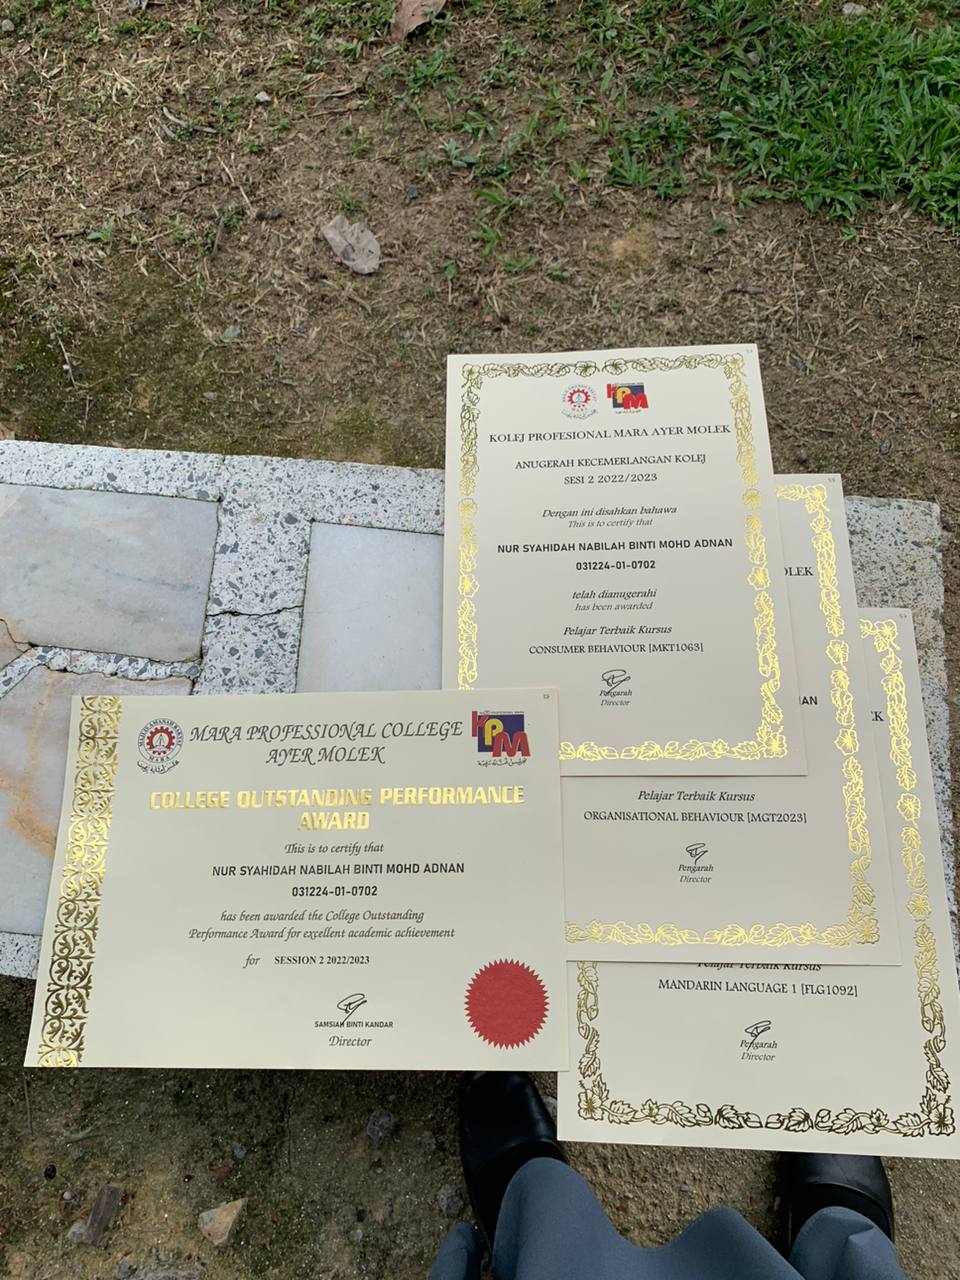 KOLEJ PROFESIONAL MARA AYER MOLEK
ANUGERAH KECEMERLANGAN KOLEJ
SESI 2 2022/2023
Dengan ini disahkan bahawa
This is to certify that
NUR SYAHIDAH NABILAH BINTI MOHD ADNAN
031224-01-0702
telah dianugerahi
has been awarded
Pelajar Terbaik Kursus
CONSUMER BEHAVIOUR [MKT1063]
Pengarah
Director
OLEK
AN
Pelajar Terbaik Kursus
ORGANISATIONAL BEHAVIOUR [MGT2023]
Pengarah
Director
EK
Pelajar Terbaik Kursus
MANDARIN LANGUAGE 1 [FLG1092]
Pengarah
Director
MARA PROFESSIONAL COLLEGE
AYER MOLEK
KPM
COLLEGE OUTSTANDING PERFORMANCE
AWARD
This is to certify that
NUR SYAHIDAH NABILAH BINTI MOHD ADNAN
031224-01-0702
has been awarded the College Outstanding
Performance Award for excellent academic achievement
for SESSION 2 2022/2023
SAMSIAH BINTI KANDAR
Director